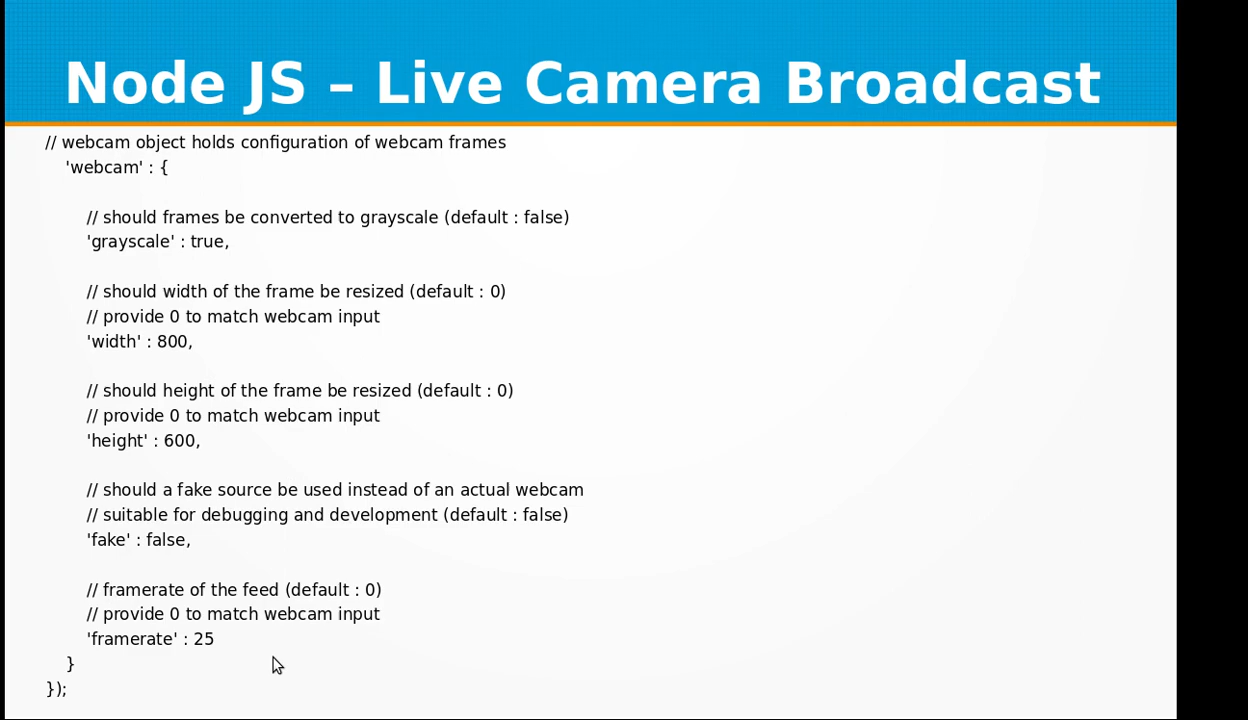 Node JS – Live Camera Broadcast
// webcam object holds configuration of webcam frames
'webcam' : {
// should frames be converted to grayscale (default : false)
'grayscale' : true,
// should width of the frame be resized (default : 0)
// provide 0 to match webcam input
'width' : 800,
// should height of the frame be resized (default : 0)
// provide 0 to match webcam input
'height' : 600,
// should a fake source be used instead of an actual webcam
// suitable for debugging and development (default : false)
'fake' : false,
// framerate of the feed (default : 0)
// provide 0 to match webcam input
'framerate' : 25
}
});